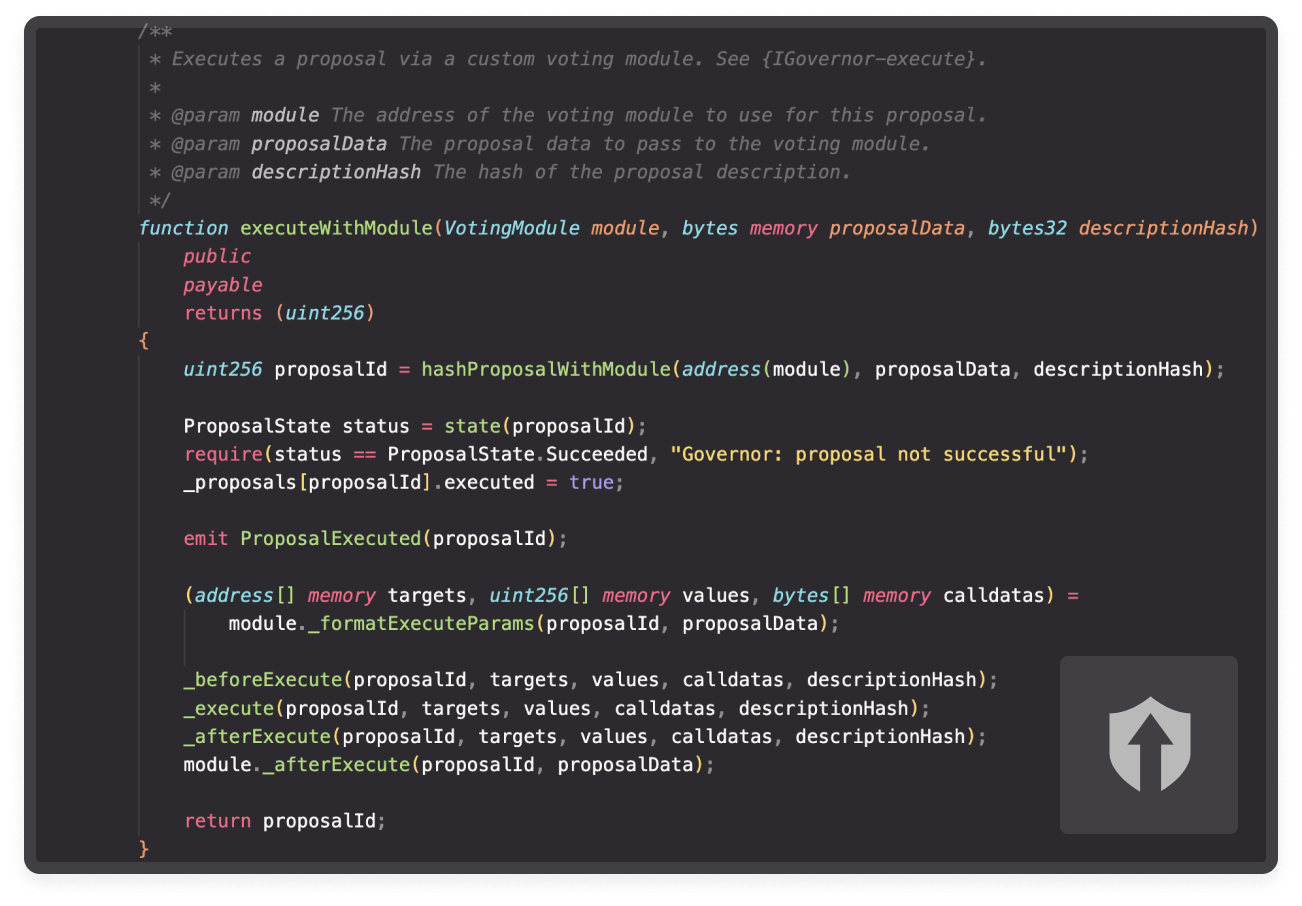 /**
 * Executes a proposal via a custom voting module. See {IGovernor-execute}.
 *
 * @param module The address of the voting module to use for this proposal.
 * @param proposalData The proposal data to pass to the voting module.
 * @param descriptionHash The hash of the proposal description.
 */
function executeWithModule(VotingModule module, bytes memory proposalData, bytes32 descriptionHash)
    public
    payable
    returns (uint256)
{
    uint256 proposalId = hashProposalWithModule(address(module), proposalData, descriptionHash);

    ProposalState status = state(proposalId);
    require(status == ProposalState.Succeeded, "Governor: proposal not successful");
    _proposals[proposalId].executed = true;

    emit ProposalExecuted(proposalId);

    (address[] memory targets, uint256[] memory values, bytes[] memory calldatas) =
        module._formatExecuteParams(proposalId, proposalData);

    _beforeExecute(proposalId, targets, values, calldatas, descriptionHash);
    _execute(proposalId, targets, values, calldatas, descriptionHash);
    _afterExecute(proposalId, targets, values, calldatas, descriptionHash);
    module._afterExecute(proposalId, proposalData);

    return proposalId;
}